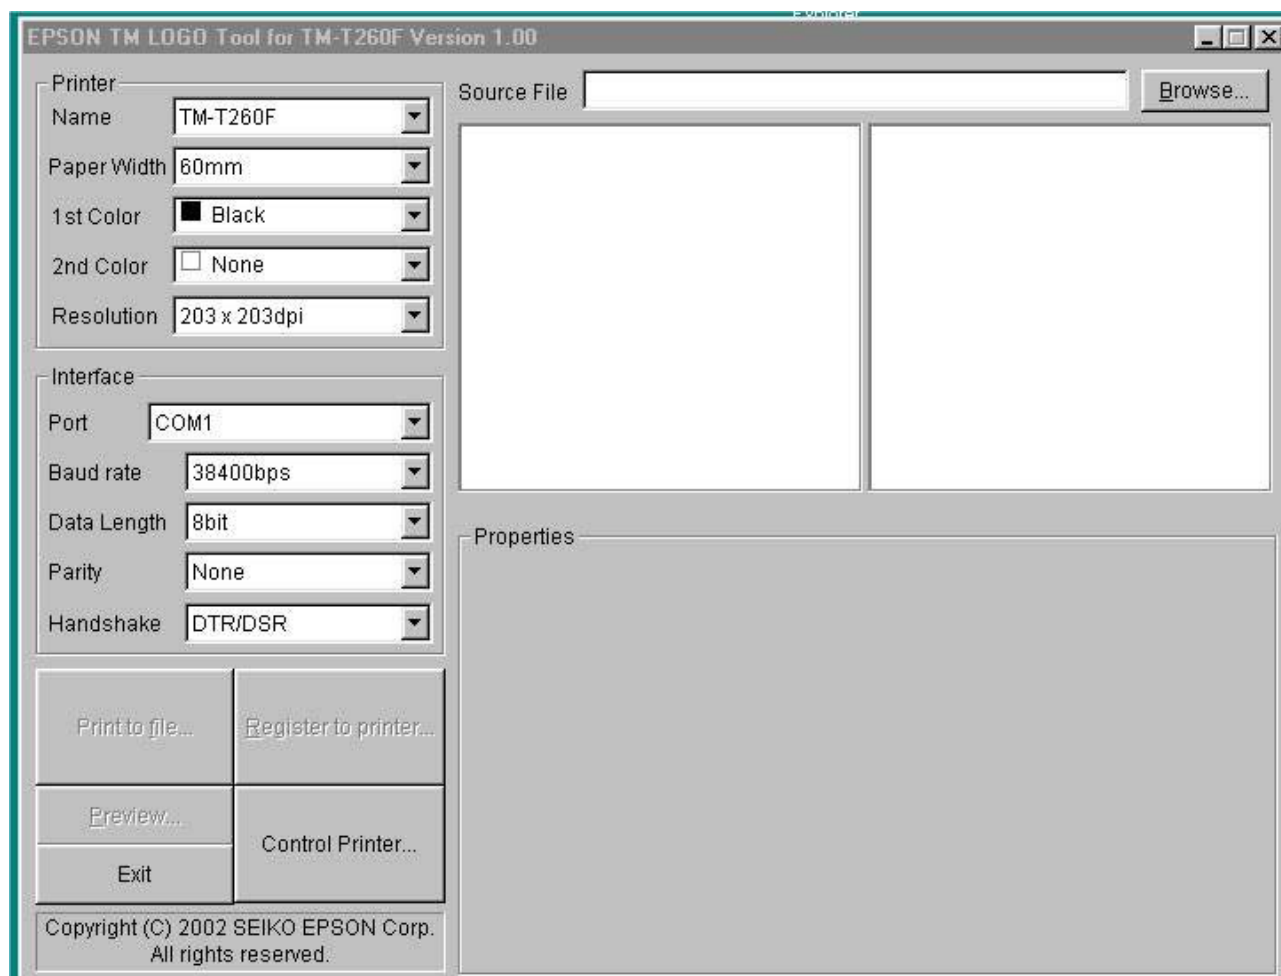 Explorer
EPSON TM LOGO Tool for TM-T260F Version 1.00
Printer
Name TM-T260F
Paper Width 60mm
1st Color Black
2nd Color None
Resolution 203 x 203dpi
Interface
Port COM1
Baud rate 38400bps
Data Length 8bit
Parity None
Handshake DTR/DSR
Print to file...
Register to printer...
Preview...
Control Printer...
Exit
Copyright (C) 2002 SEIKO EPSON Corp.
All rights reserved.
Source File
Browse...
Properties